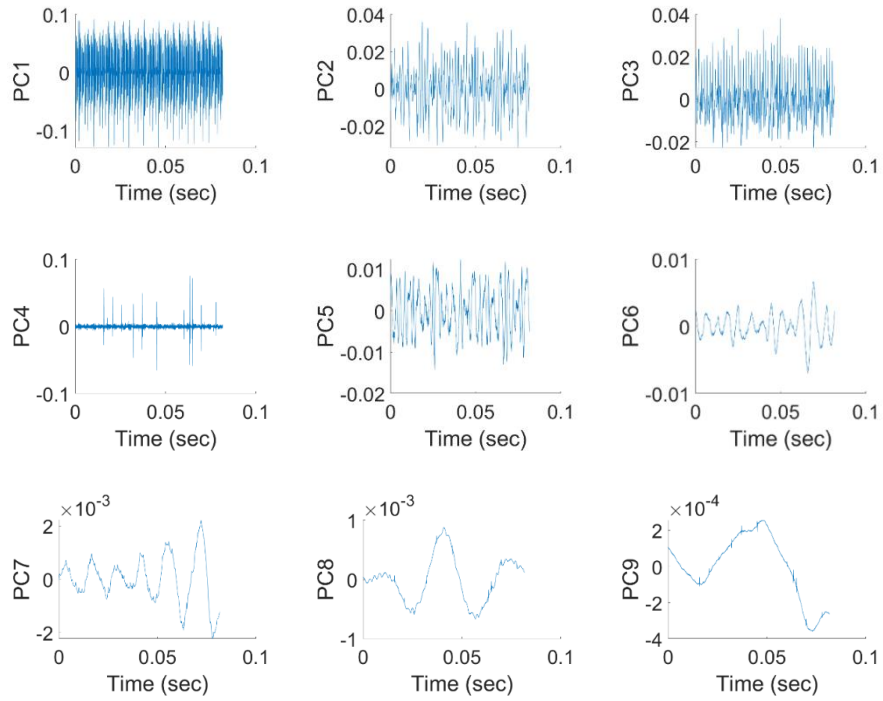 0.1
0
-0.1
PC1
0 0.05 0.1
Time (sec)
0.04
0.02
0
-0.02
PC2
0 0.05 0.1
Time (sec)
0.04
0.02
0
-0.02
PC3
0 0.05 0.1
Time (sec)
0.1
0
-0.1
PC4
0 0.05 0.1
Time (sec)
0.01
0
-0.01
-0.02
PC5
0 0.05 0.1
Time (sec)
0.01
0
-0.01
PC6
0 0.05 0.1
Time (sec)
×10⁻³
2
0
-2
PC7
0 0.05 0.1
Time (sec)
×10⁻³
1
0
-1
PC8
0 0.05 0.1
Time (sec)
×10⁻⁴
2
0
-2
-4
PC9
0 0.05 0.1
Time (sec)